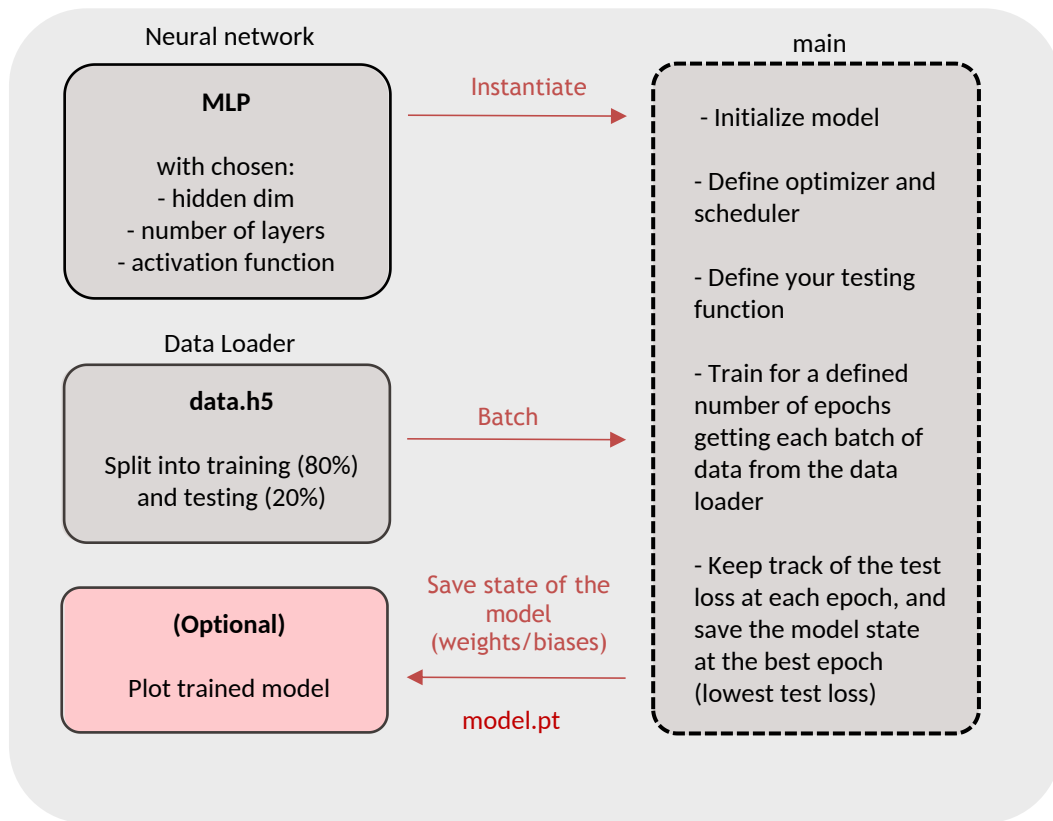 Neural network
MLP
with chosen:
- hidden dim
- number of layers
- activation function
Instantiate
main
- Initialize model
- Define optimizer and
scheduler
- Define your testing
function
- Train for a defined
number of epochs
getting each batch of
data from the data
loader
- Keep track of the test
loss at each epoch, and
save the model state
at the best epoch
(lowest test loss)
Data Loader
data.h5
Split into training (80%)
and testing (20%)
Batch
(Optional)
Plot trained model
Save state of the
model
(weights/biases)
model.pt